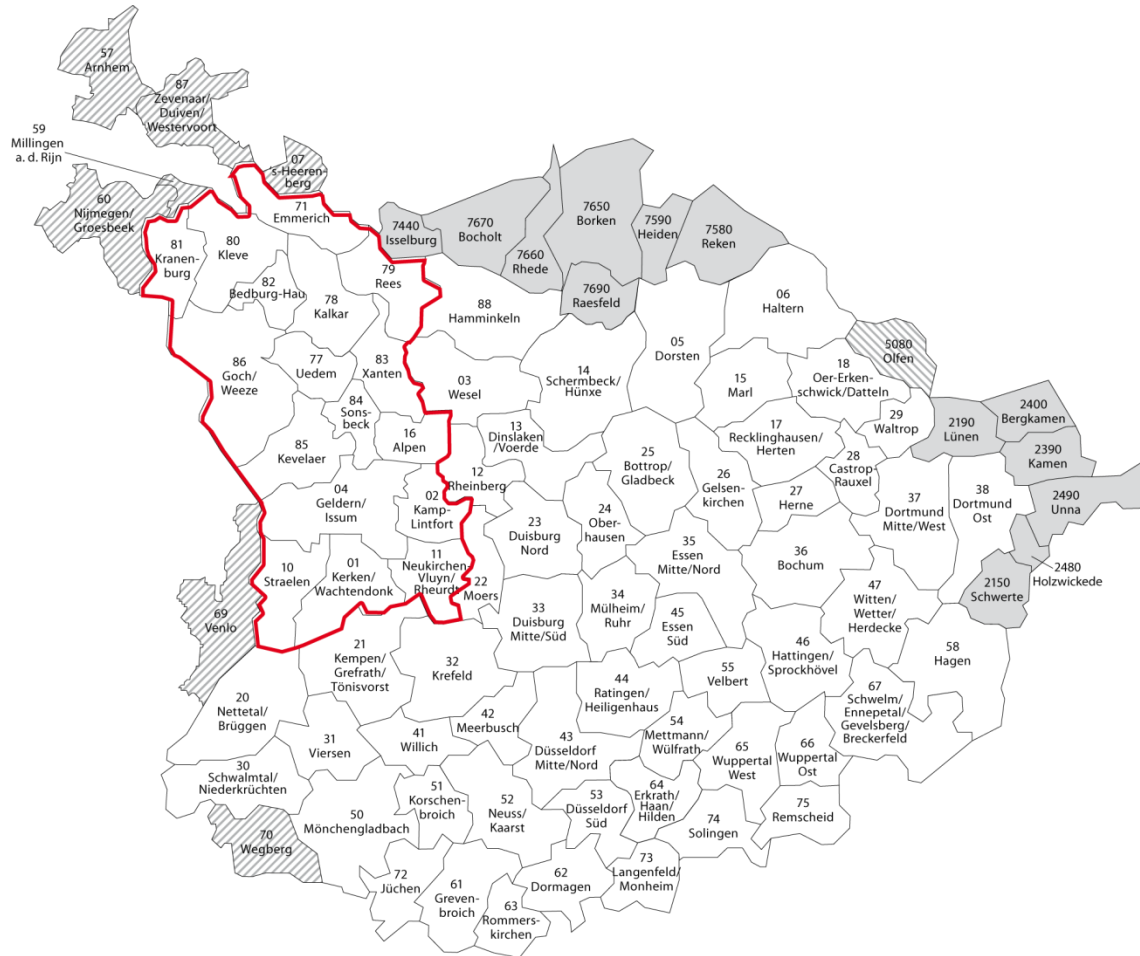 57
Arnhem
87
Zevenaar/
Duiven/
Westervoort
59
Millingen
a. d. Rijn
07
's-Heeren-
berg
60
Nijmegen/
Groesbeek
71
Emmerich
81
Kranen-
burg
80
Kleve
82
Bedburg-Hau
78
Kalkar
79
Rees
7440
Isselburg
7670
Bocholt
7660
Rhede
7650
Borken
7590
Heiden
7580
Reken
7690
Raesfeld
88
Hamminkeln
06
Haltern
05
Dorsten
5080
Olfen
86
Goch/
Weeze
77
Uedem
83
Xanten
84
Sons-
beck
03
Wesel
14
Schermbeck/
Hünxe
15
Marl
18
Oer-Erken-
schwick/Datteln
29
Waltrop
2190
Lünen
2400
Bergkamen
2390
Kamen
2490
Unna
85
Kevelaer
16
Alpen
13
Dinslaken
/Voerde
12
Rheinberg
25
Bottrop/
Gladbeck
17
Recklinghausen/
Herten
28
Castrop-
Rauxel
26
Gelsen-
kirchen
27
Herne
37
Dortmund
Mitte/West
38
Dortmund
Ost
04
Geldern/
Issum
02
Kamp-
Lintfort
23
Duisburg
Nord
24
Ober-
hausen
35
Essen
Mitte/Nord
36
Bochum
2480
Holzwickede
2150
Schwerte
10
Straelen
01
Kerken/
Wachtendonk
11
Neukirchen-
Vluyn/
Rheurdt
22
Moers
33
Duisburg
Mitte/Süd
34
Mülheim/
Ruhr
45
Essen
Süd
47
Witten/
Wetter/
Herdecke
69
Venlo
21
Kempen/
Grefrath/
Tönisvorst
32
Krefeld
44
Ratingen/
Heiligenhaus
55
Velbert
46
Hattingen/
Sprockhövel
58
Hagen
67
Schwelm/
Ennepetal/
Gevelsberg/
Breckerfeld
20
Nettetal/
Brüggen
31
Viersen
41
Willich
42
Meerbusch
43
Düsseldorf
Mitte/Nord
54
Mettmann/
Wülfrath
65
Wuppertal
West
66
Wuppertal
Ost
30
Schwalmtal/
Niederkrüchten
50
Mönchengladbach
51
Korschen-
broich
52
Neuss/
Kaarst
53
Düsseldorf
Süd
64
Erkrath/
Haan/
Hilden
74
Solingen
75
Remscheid
70
Wegberg
72
Jüchen
61
Greven-
broich
63
Rommers-
kirchen
62
Dormagen
73
Langenfeld/
Monheim